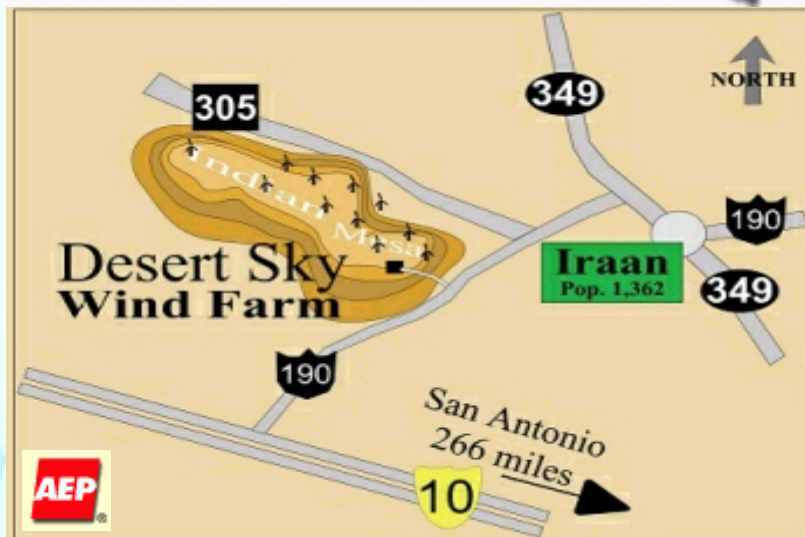 305
349
NORTH
Indian Mesa
190
Desert Sky
Wind Farm
Iraan
Pop. 1,362
349
190
San Antonio
266 miles
10
AEP
®